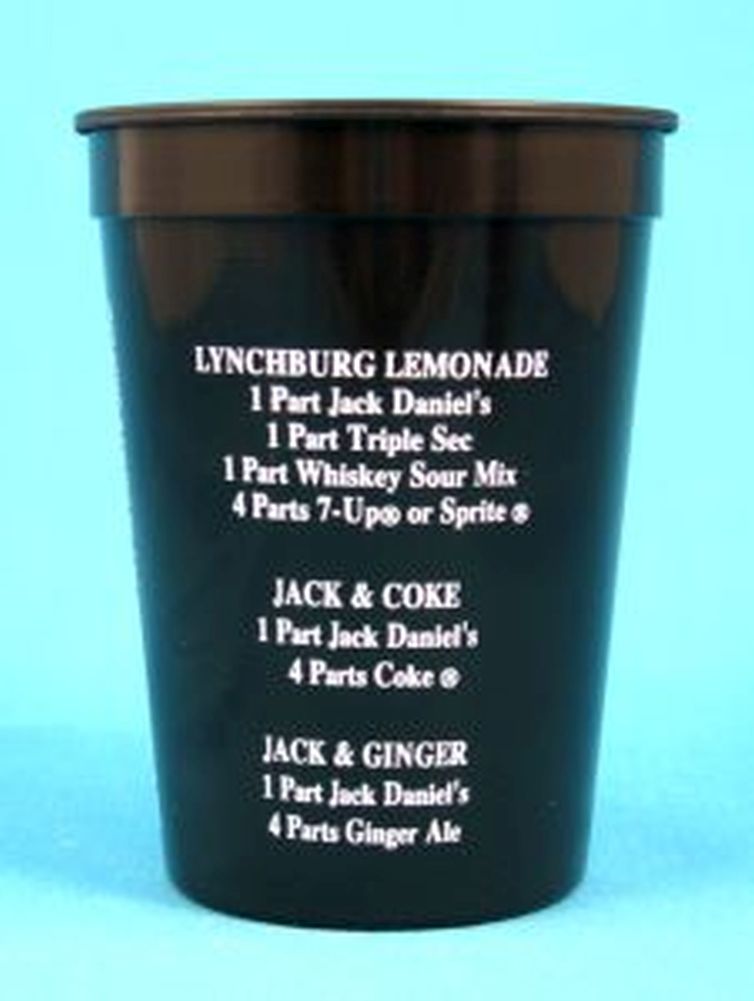 LYNCHBURG LEMONADE
1 Part Jack Daniel's
1 Part Triple Sec
1 Part Whiskey Sour Mix
4 Parts 7-Up® or Sprite ®
JACK & COKE
1 Part Jack Daniel's
4 Parts Coke ®
JACK & GINGER
1 Part Jack Daniel's
4 Parts Ginger Ale